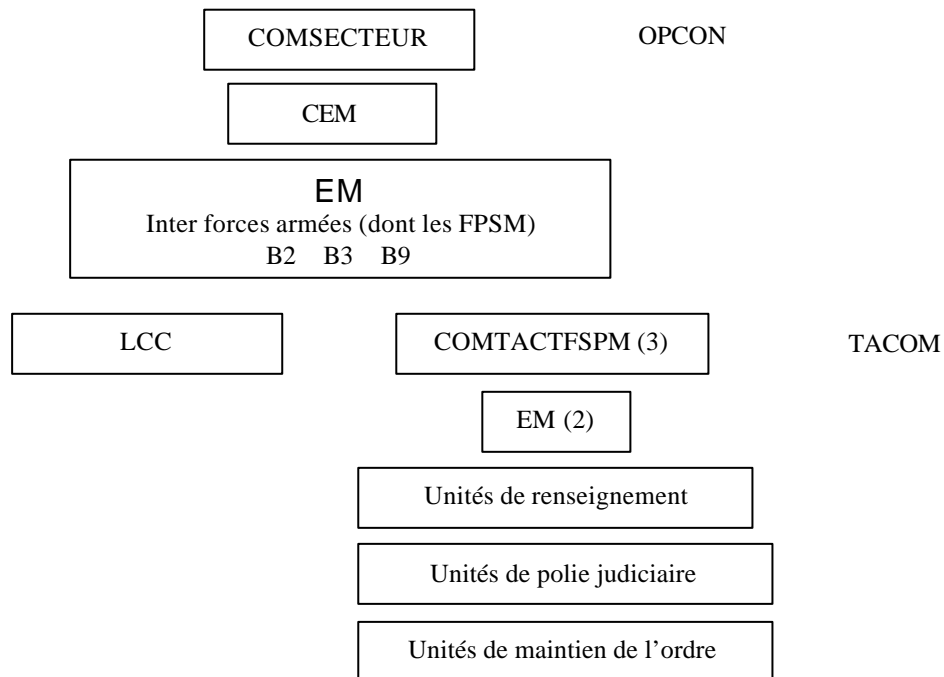 COMSECTEUR
OPCON
CEM
EM
Inter forces armées (dont les FPSM)
B2 B3 B9
LCC
COMTACTFSPM (3)
TACOM
EM (2)
Unités de renseignement
Unités de polie judiciaire
Unités de maintien de l’ordre